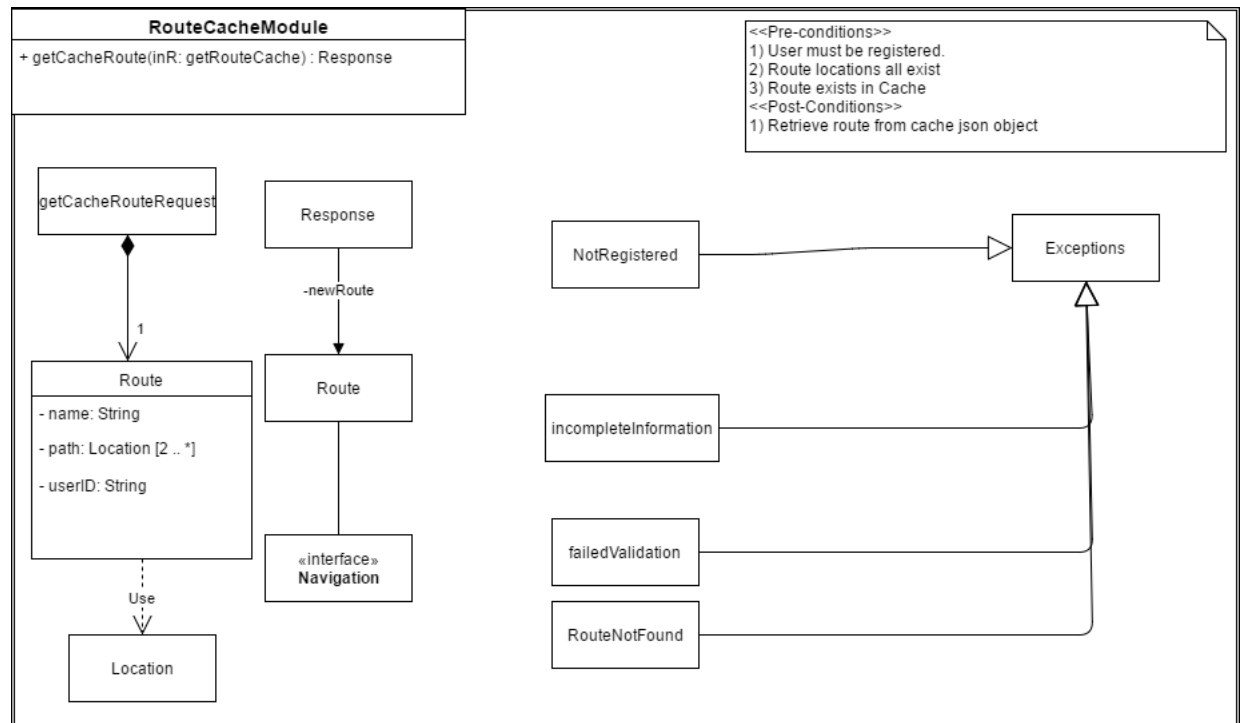 RouteCacheModule
+ getCacheRoute(inR: getRouteCache) : Response
<<Pre-conditions>>
1) User must be registered.
2) Route locations all exist
3) Route exists in Cache
<<Post-Conditions>>
1) Retrieve route from cache json object
getCacheRouteRequest
1
Route
- name: String
- path: Location [2 .. *]
- userID: String
Use
Location
Response
-newRoute
Route
«interface»
Navigation
NotRegistered
Exceptions
incompleteInformation
failedValidation
RouteNotFound